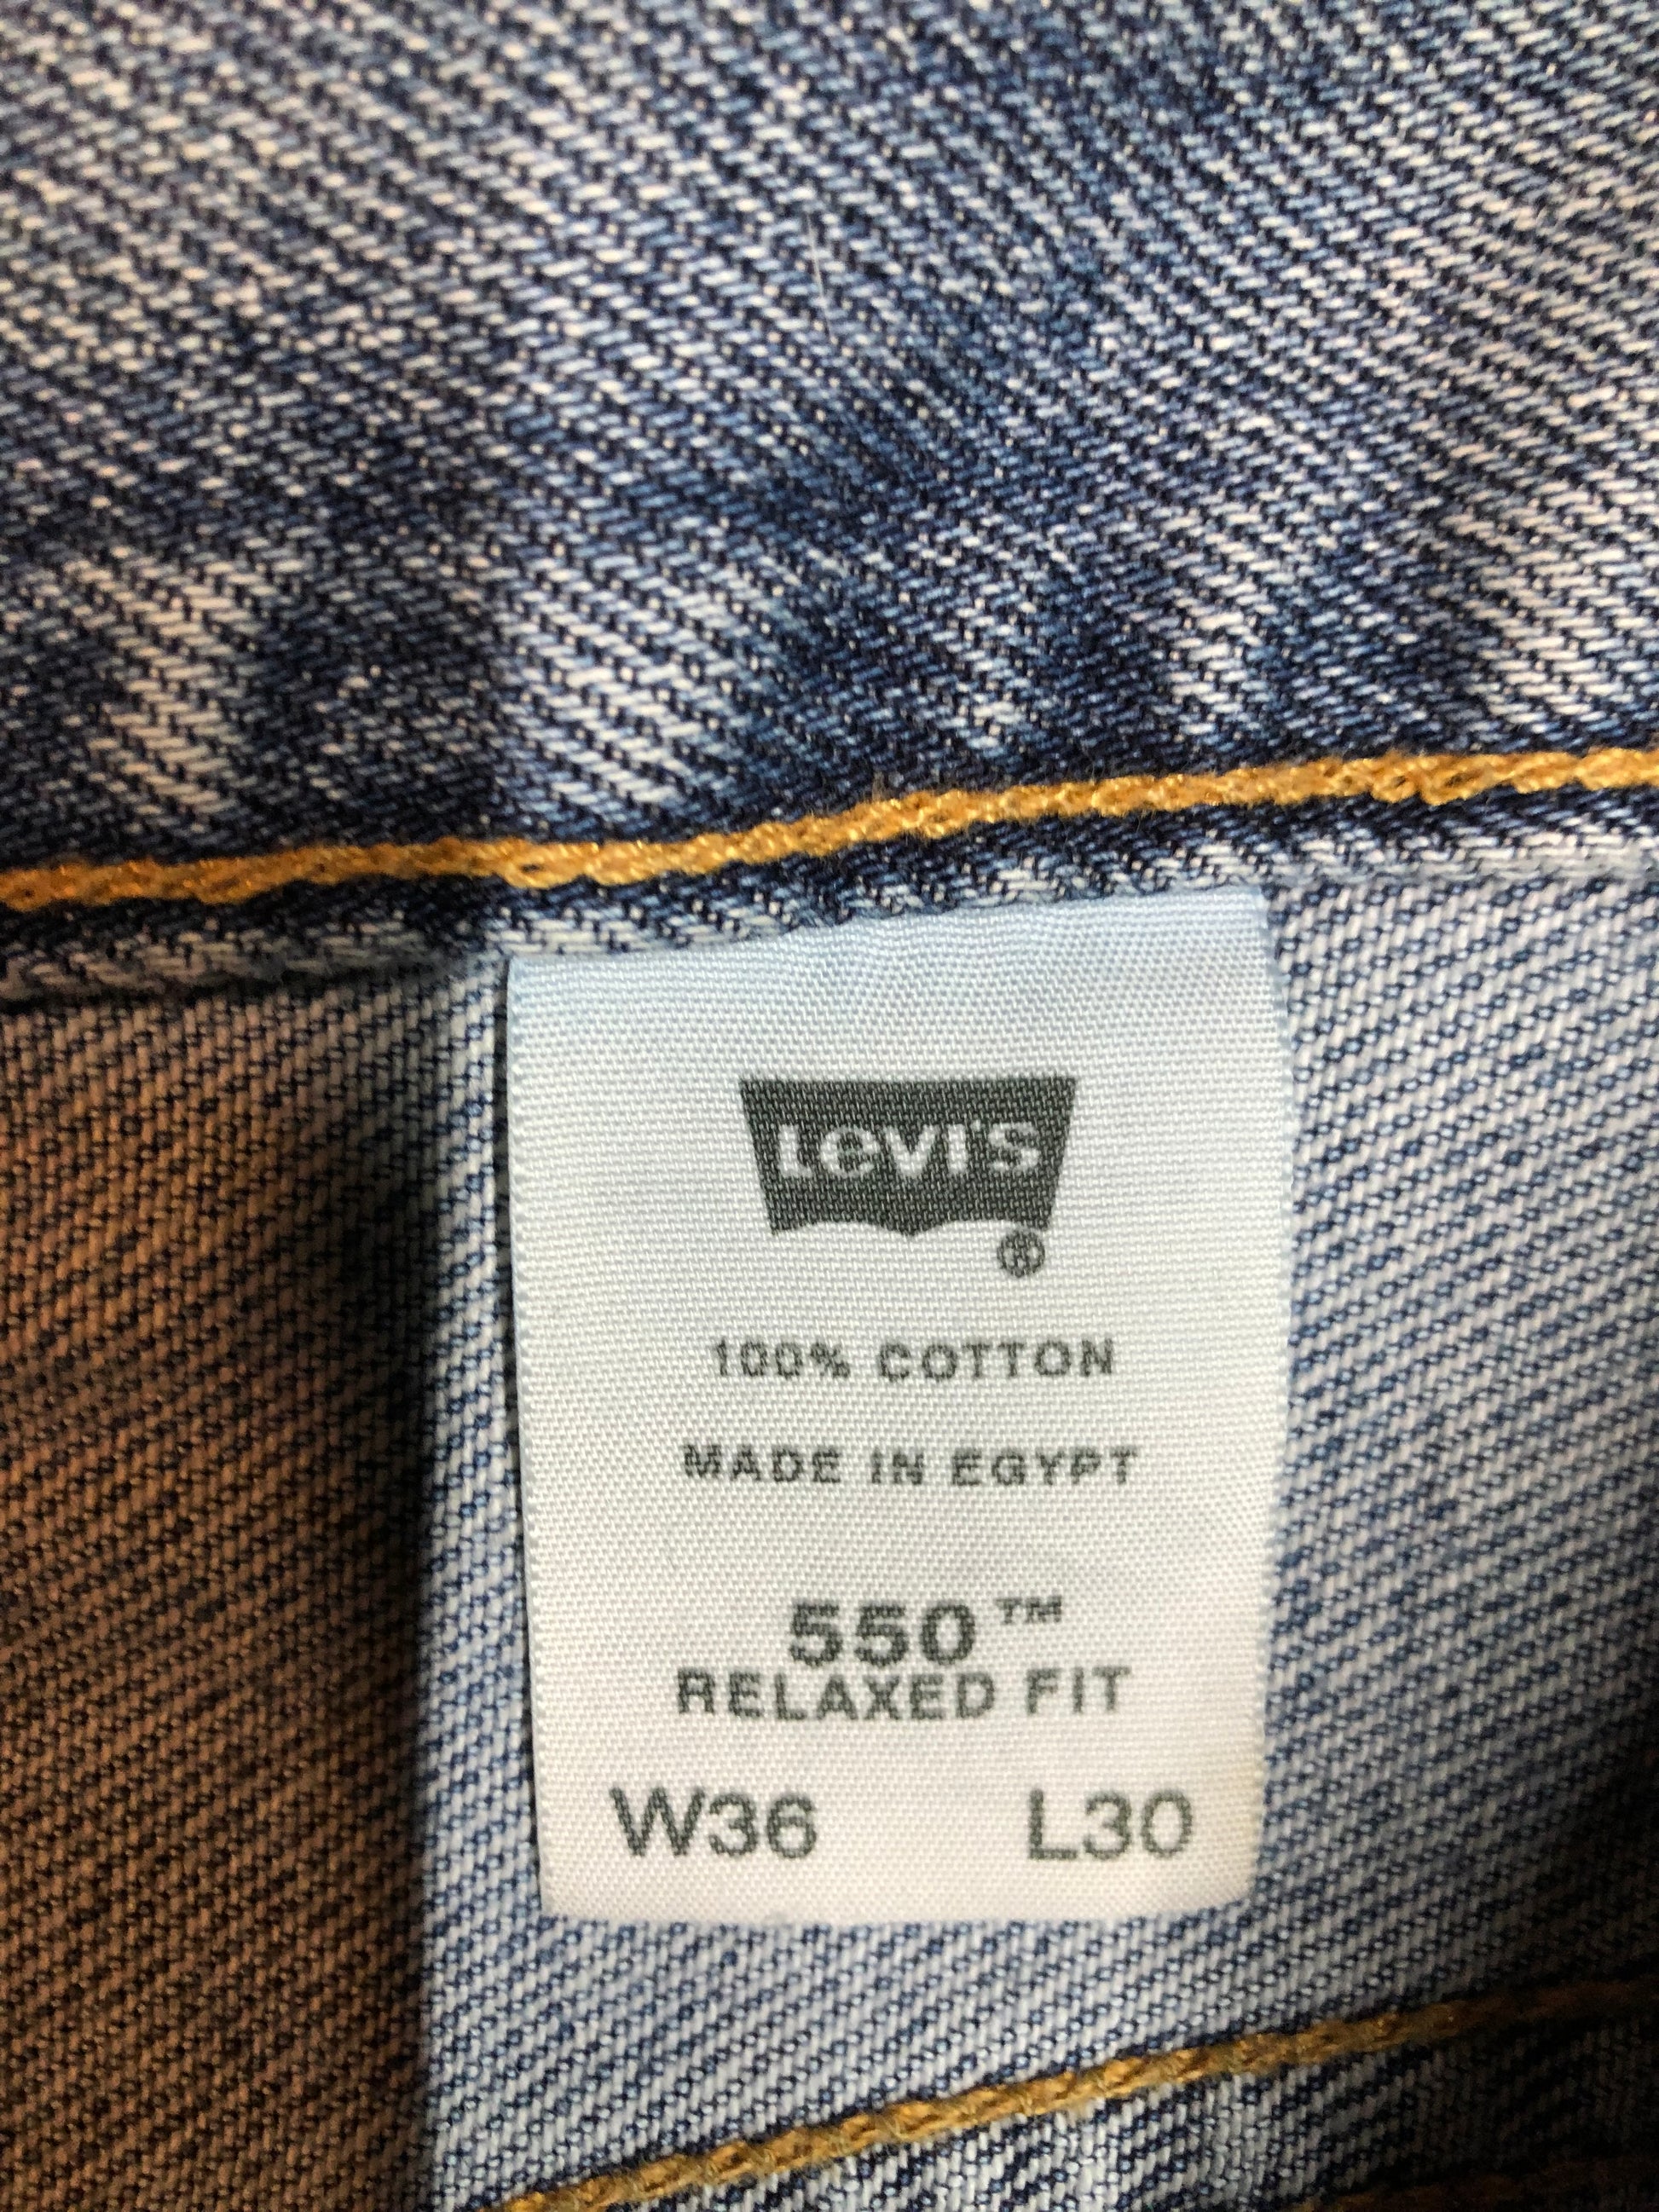 Levi's
®
100% COTTON
MADE IN EGYPT
550™
RELAXED FIT
W36 L30